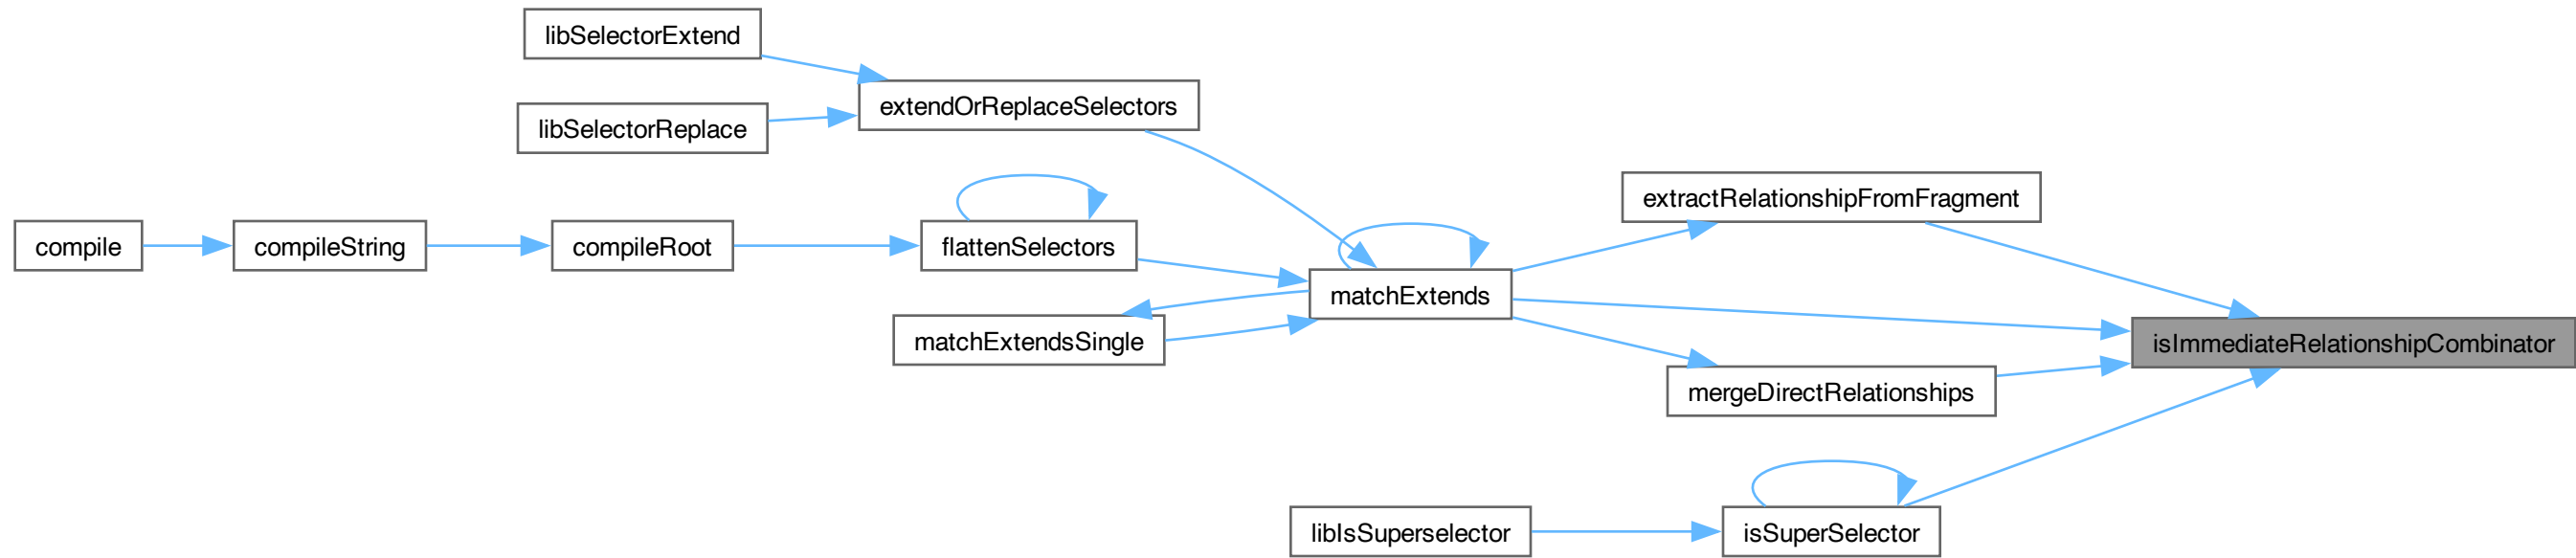 libSelectorExtend
extendOrReplaceSelectors
libSelectorReplace
extractRelationshipFromFragment
compile
compileString
compileRoot
flattenSelectors
matchExtends
matchExtendsSingle
isImmediateRelationshipCombinator
mergeDirectRelationships
libIsSuperselector
isSuperSelector